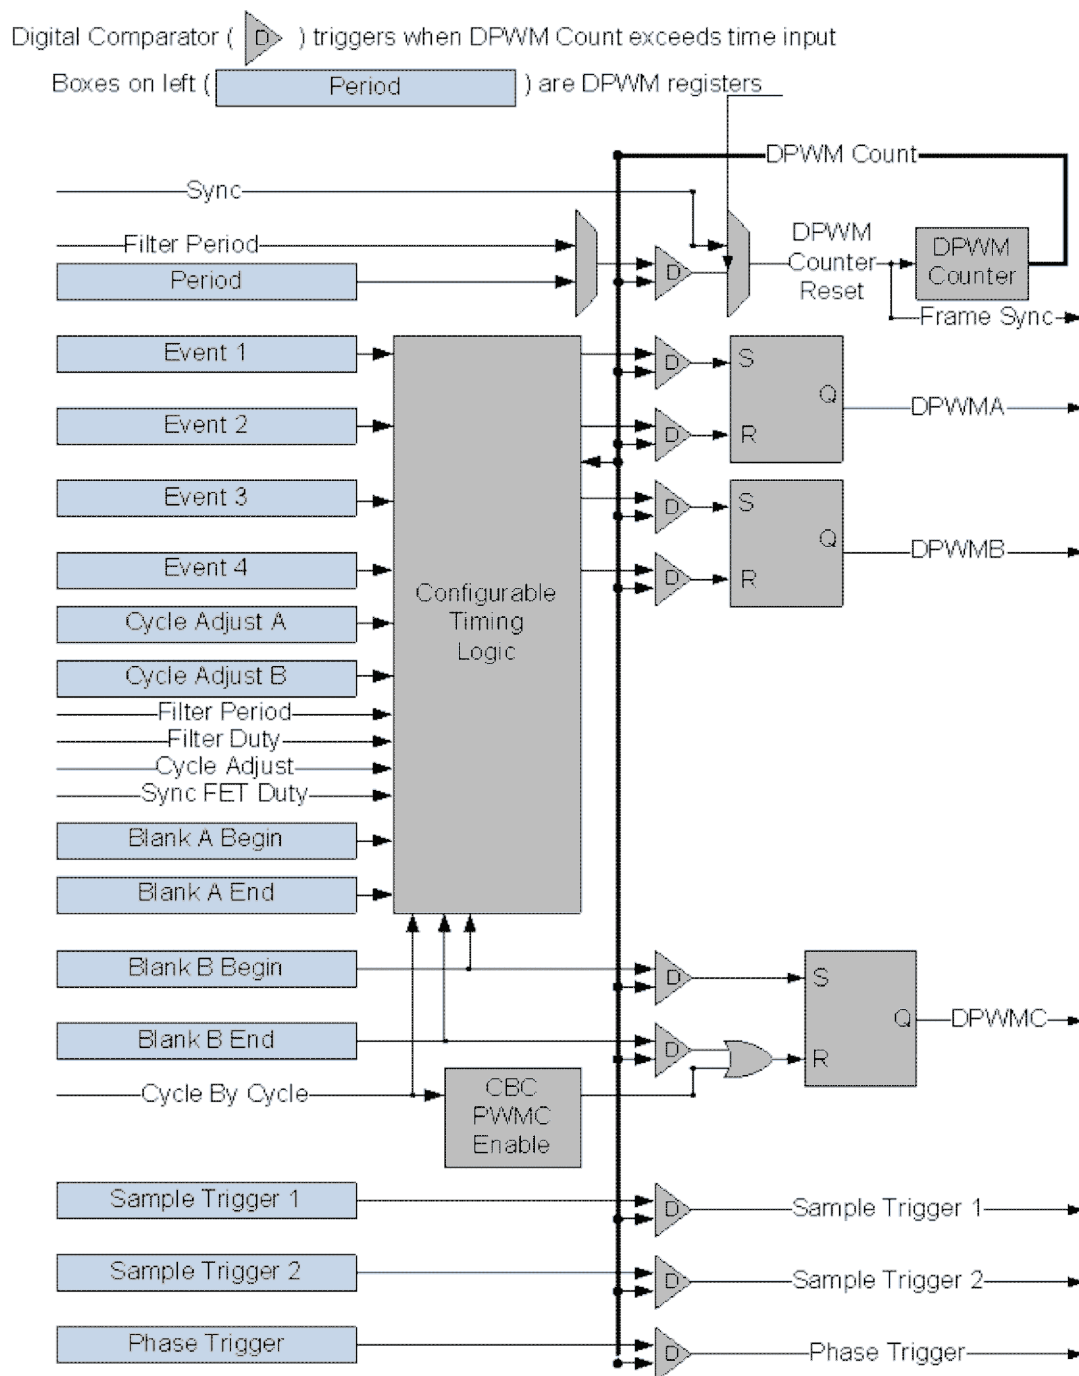 Digital Comparator ( D ) triggers when DPWM Count exceeds time input
Boxes on left ( Period ) are DPWM registers
DPWM Count
Sync
Filter Period
Period
D
DPWM
Counter
Reset
DPWM
Counter
Frame Sync
Event 1
D
S
Q
DPWMA
Event 2
D
R
Event 3
D
S
Q
DPWMB
Event 4
D
R
Configurable
Timing
Logic
Cycle Adjust A
Cycle Adjust B
Filter Period
Filter Duty
Cycle Adjust
Sync FET Duty
Blank A Begin
Blank A End
Blank B Begin
D
S
Q
DPWMC
Blank B End
D
R
Cycle By Cycle
CBC
PWMC
Enable
Sample Trigger 1
D
Sample Trigger 1
Sample Trigger 2
D
Sample Trigger 2
Phase Trigger
D
Phase Trigger